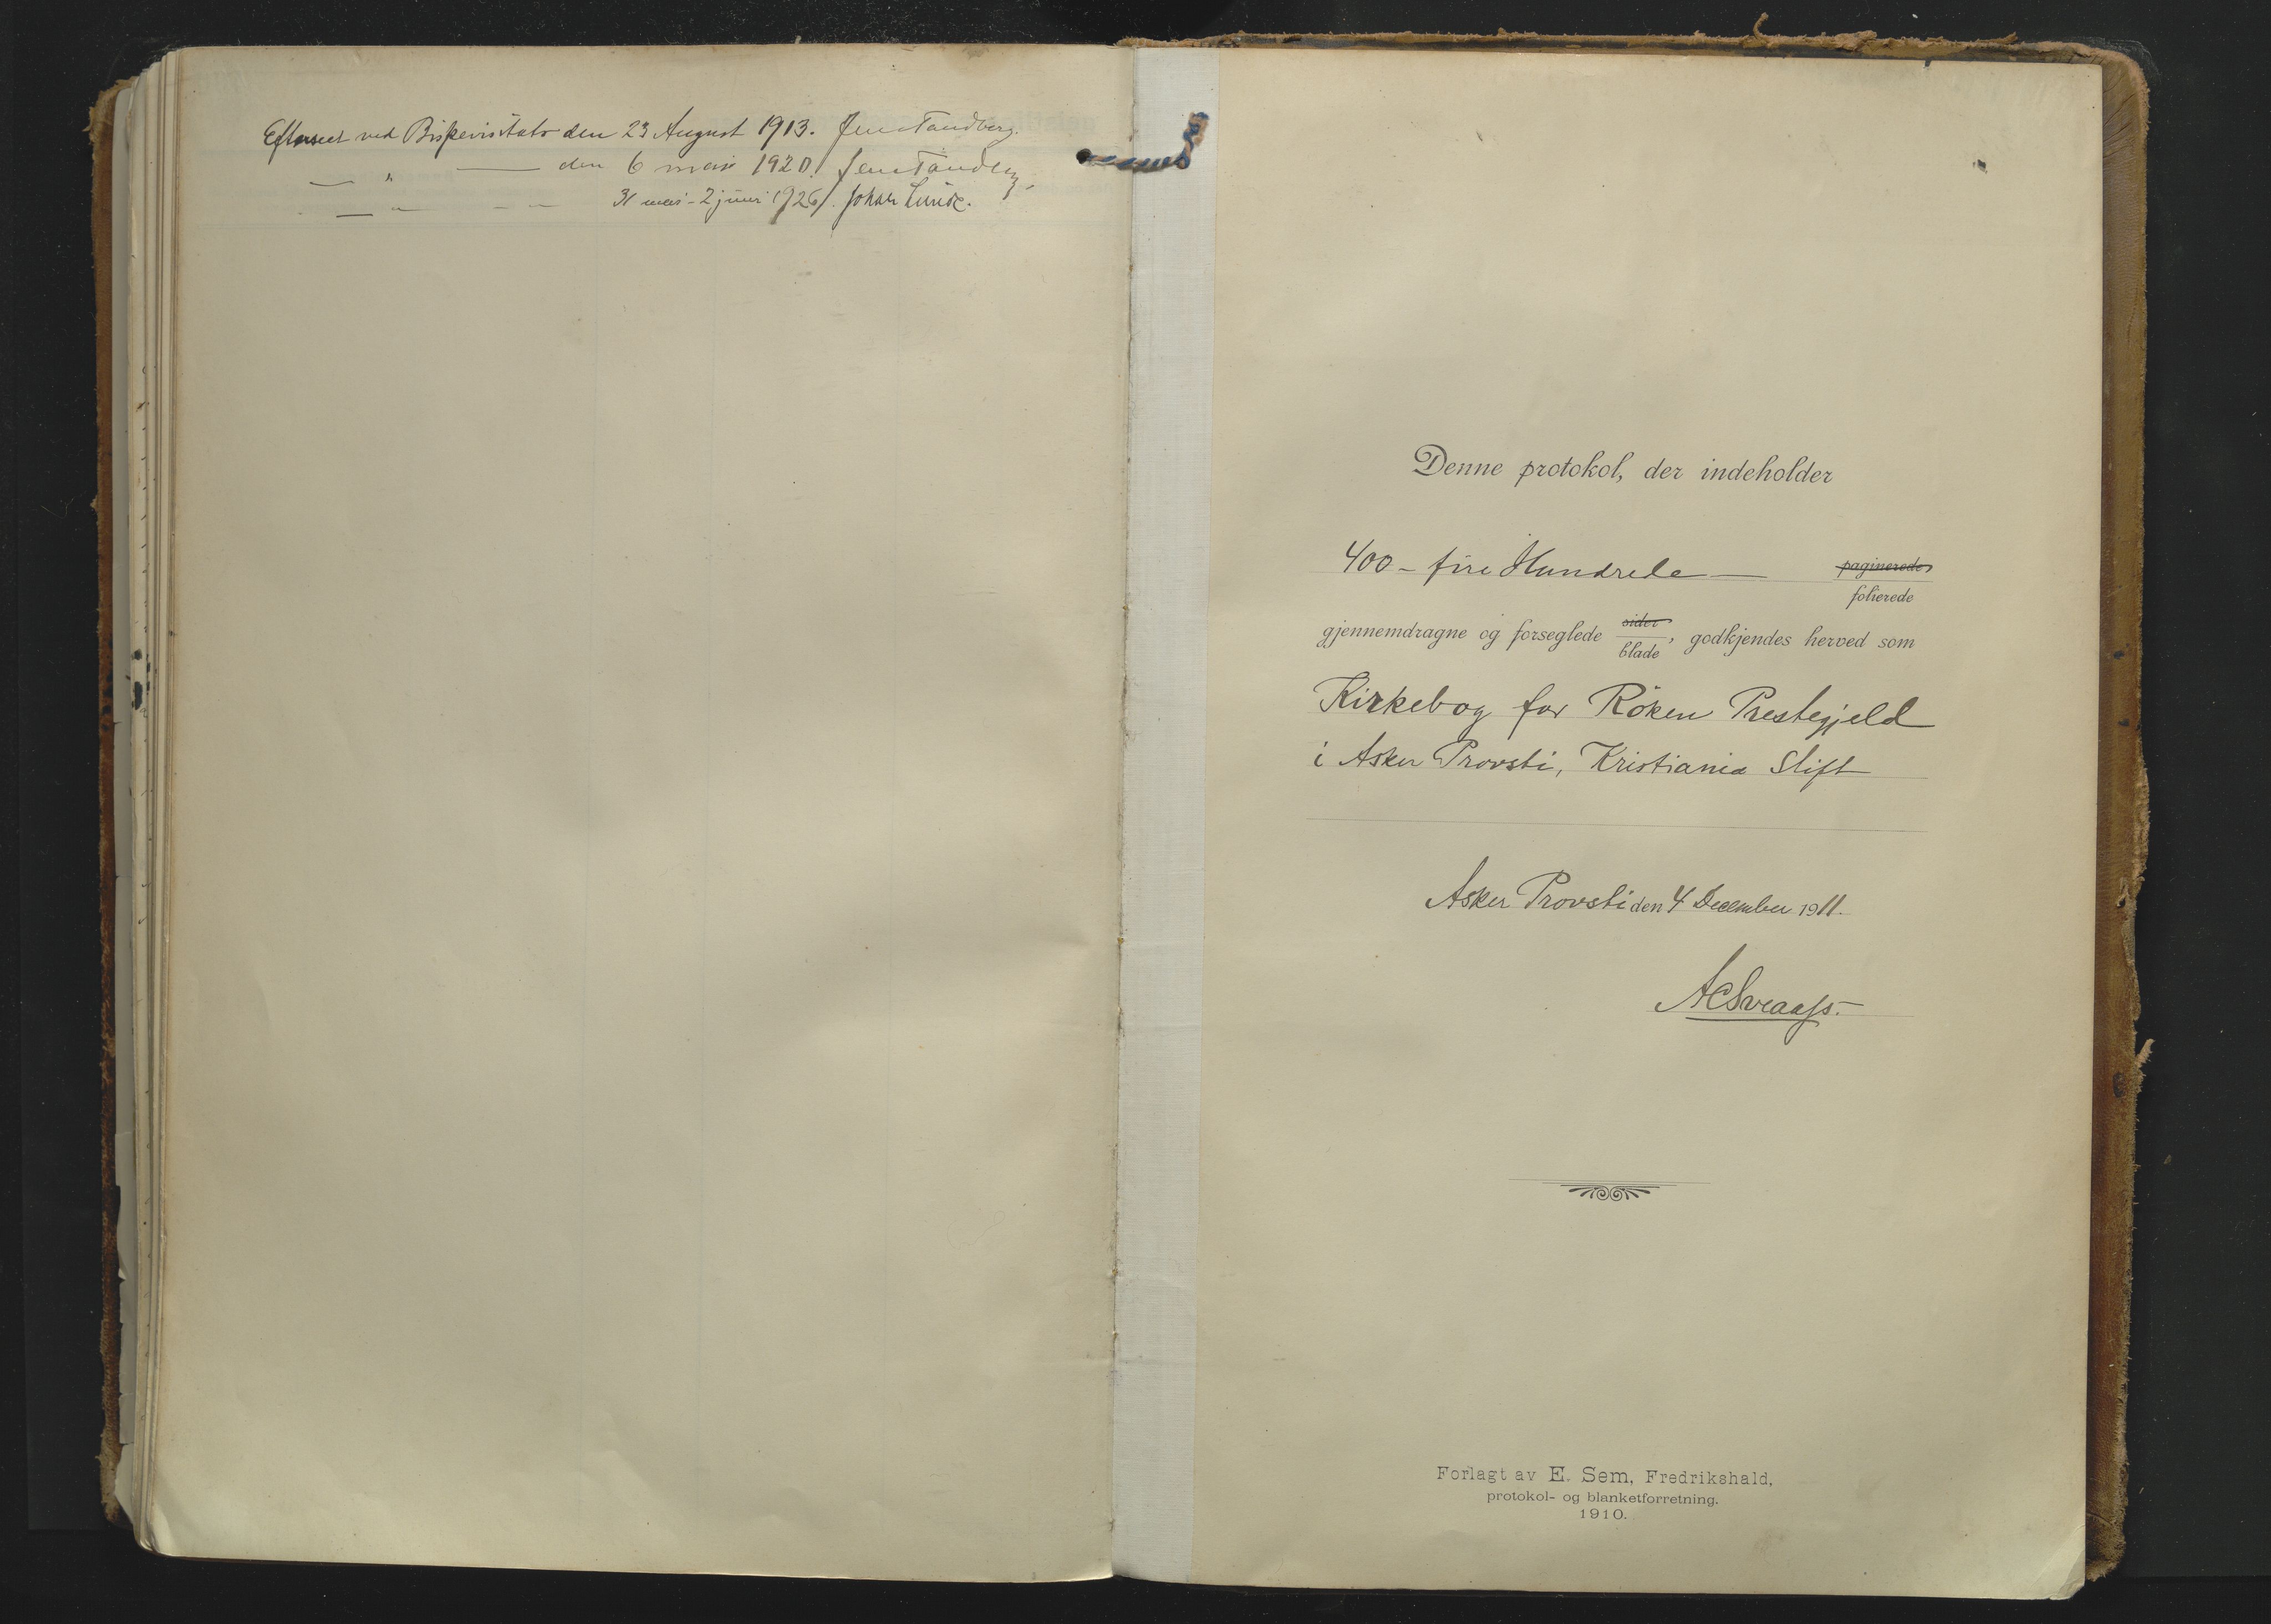 Efterseet ved Bispevisitats den 23 August 1913. Jens Tandberg.
— " — den 6 mai 1920. Jens Tandberg.
— " — - - 31 mai - 2 juni 1926. Johan Lunde.
Denne protokol, der indeholder
400 - fire Hundrede — paginerede
folierede
gjennemdragne og forseglede sider
blade, godkjendes herved som
Kirkebog for Röken Prestegjeld
i Asker Provsti, Kristiania Stift
Asker Provsti den 4 December 1911.
Forlagt av E. Sem, Fredrikshald,
protokol- og blanketforretning.
1910.